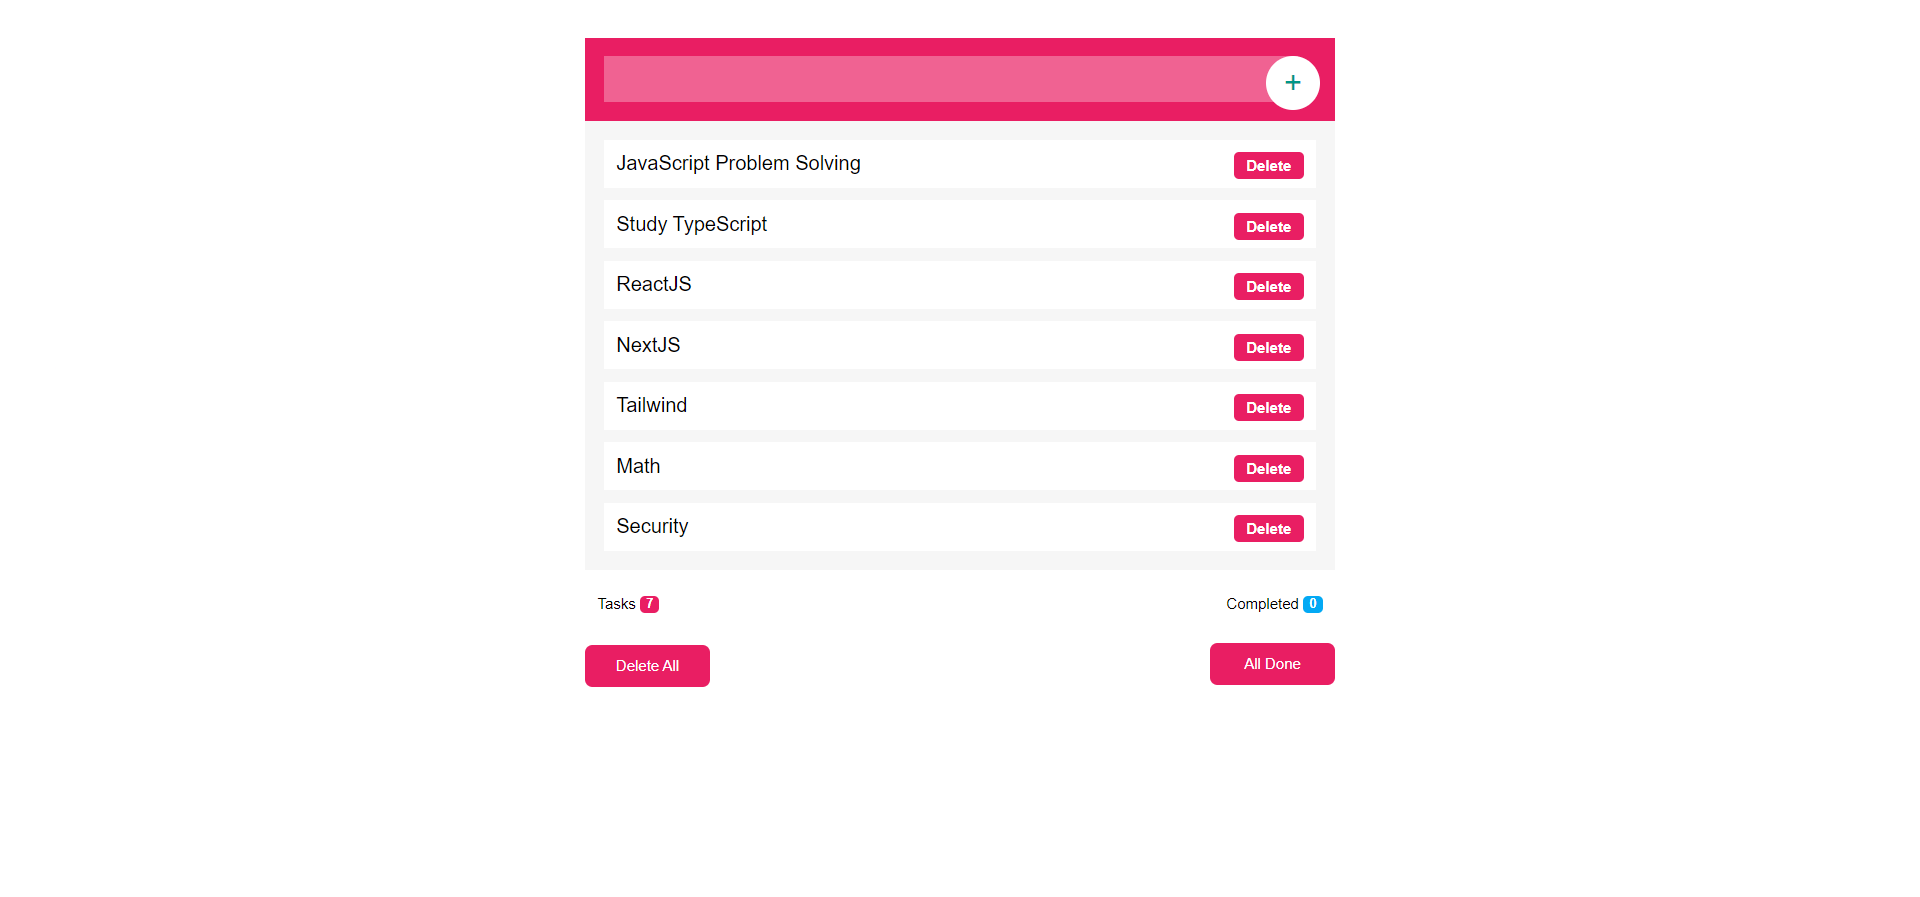 +
JavaScript Problem Solving Delete
Study TypeScript Delete
ReactJS Delete
NextJS Delete
Tailwind Delete
Math Delete
Security Delete
Tasks 7 Completed 0
Delete All All Done